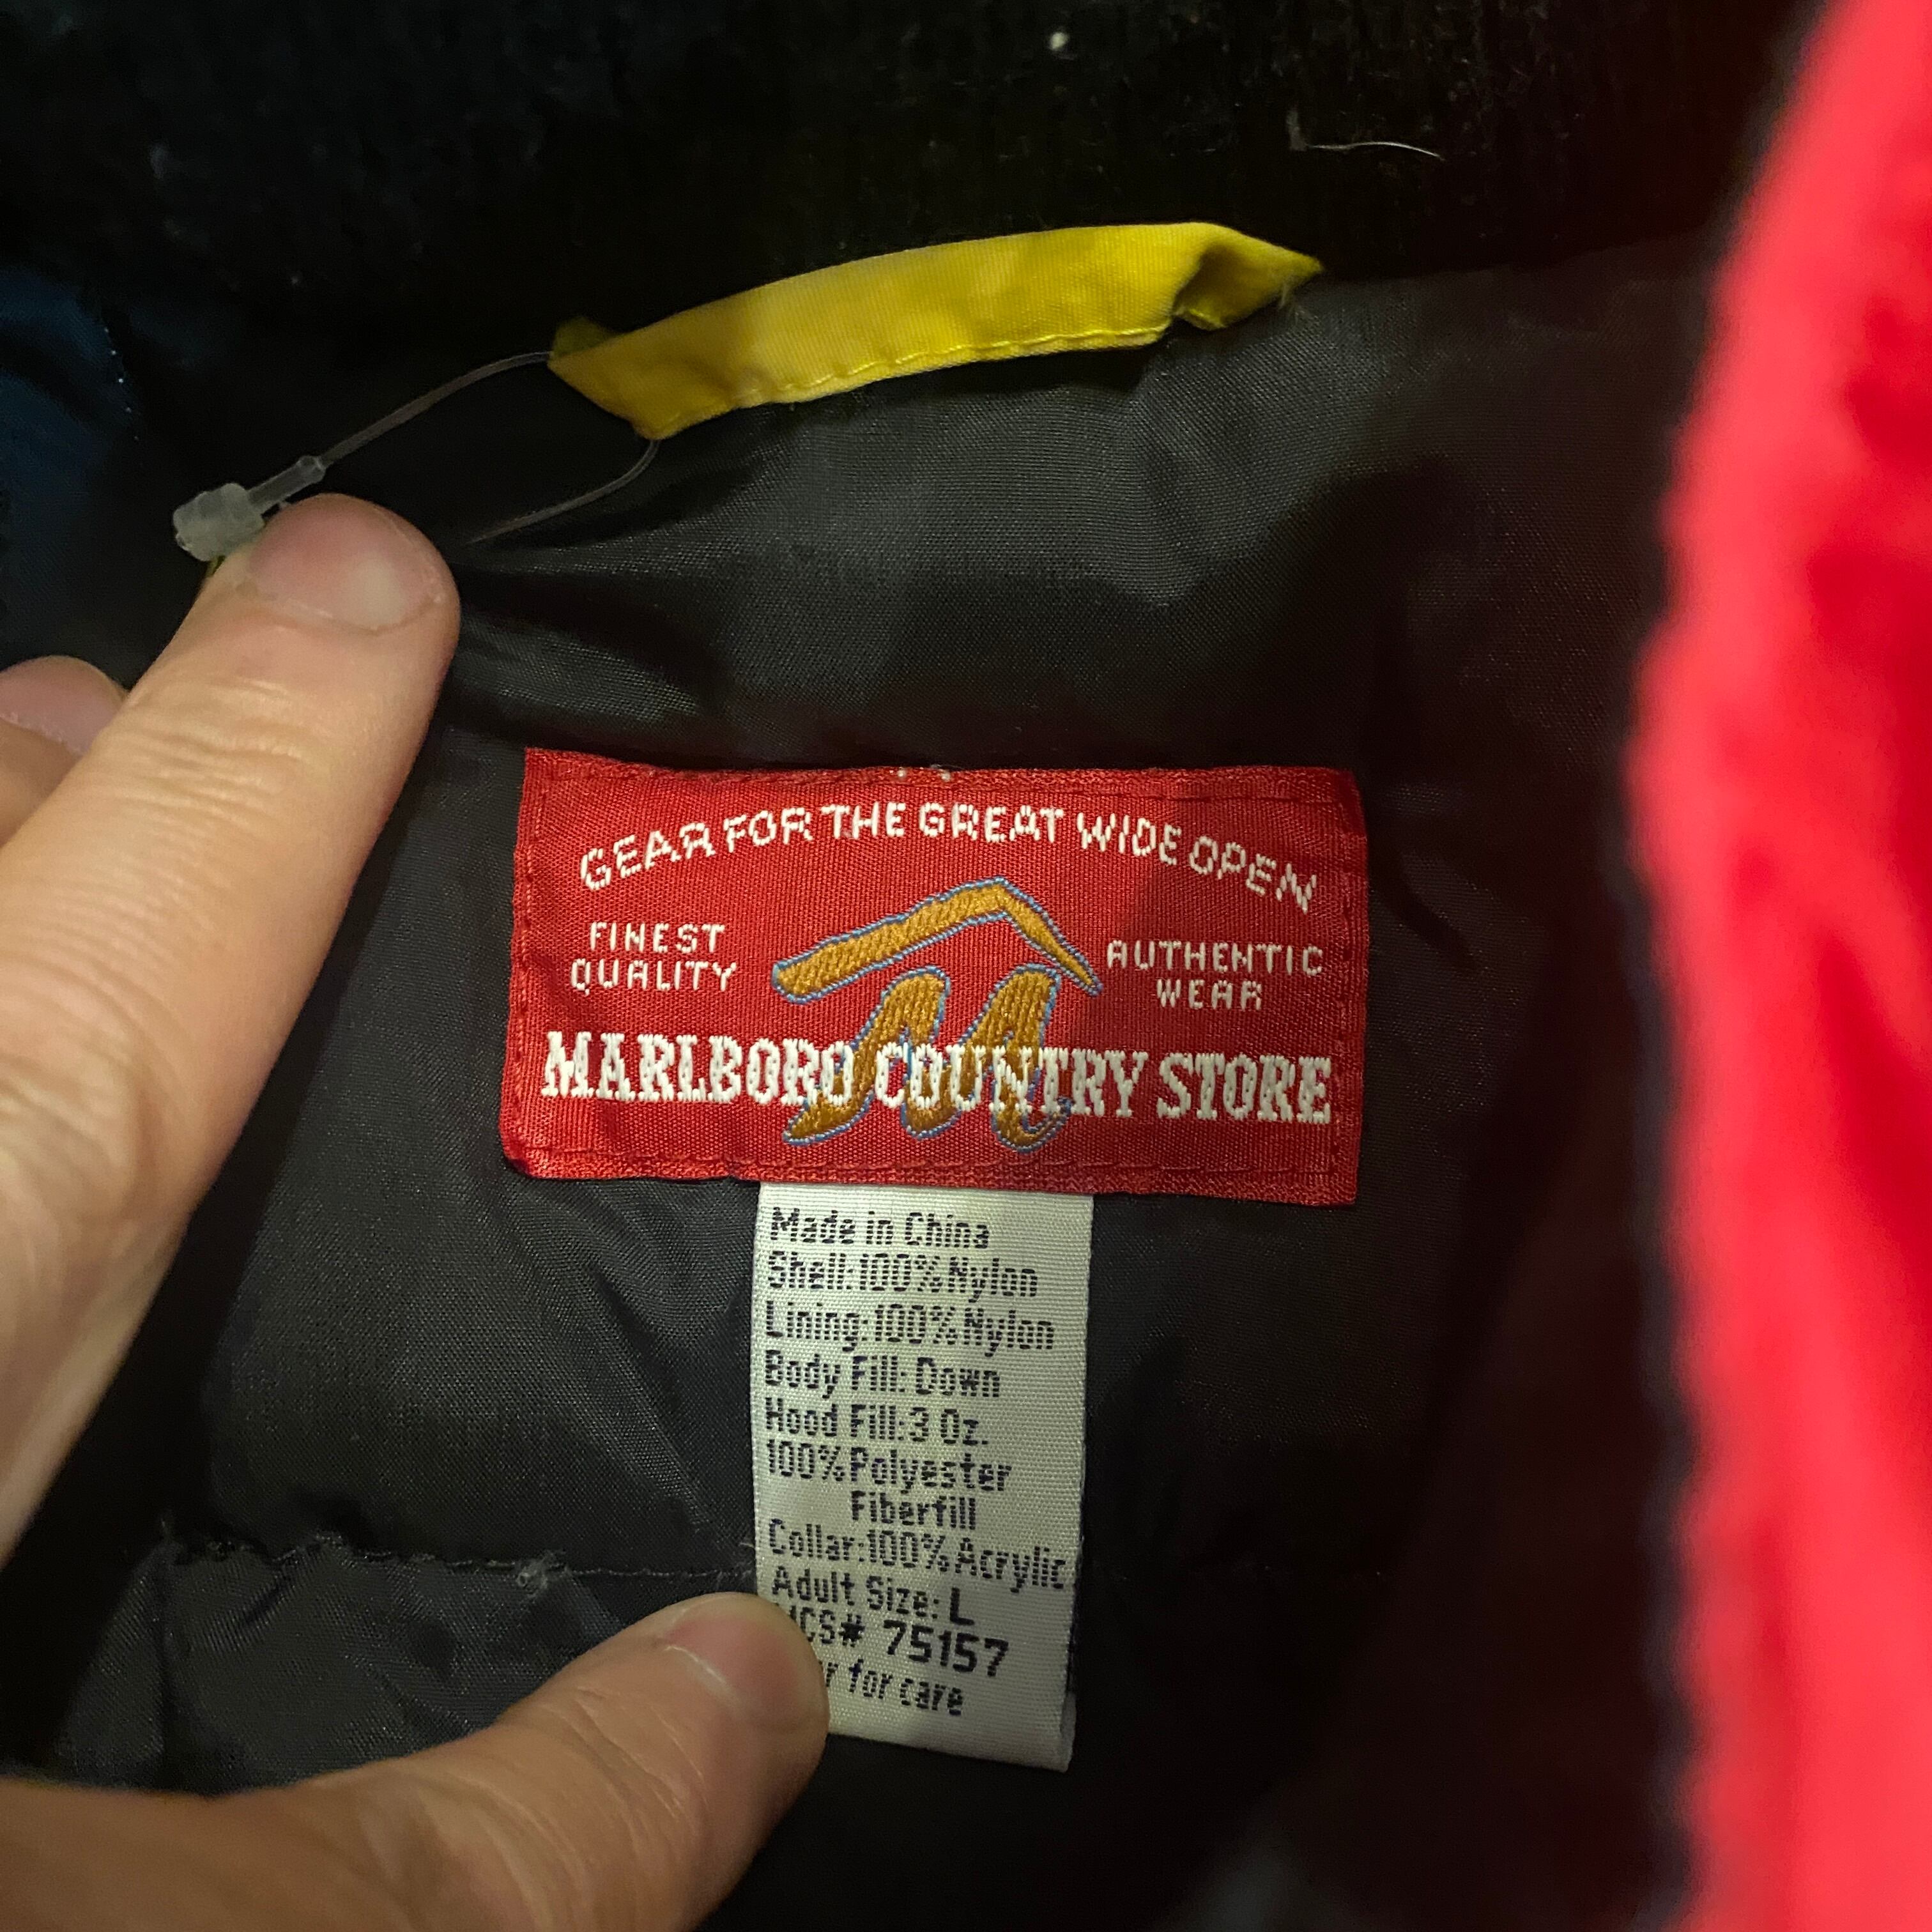 GEAR FOR THE GREAT WIDE OPEN
FINEST
QUALITY
AUTHENTIC
WEAR
MARLBORO COUNTRY STORE
Made in China
Shell:100%Nylon
Lining:100%Nylon
Body Fill: Down
Hood Fill:3 Oz.
100%Polyester
Fiberfill
Collar:100%Acrylic
Adult Size: L
75157
for care